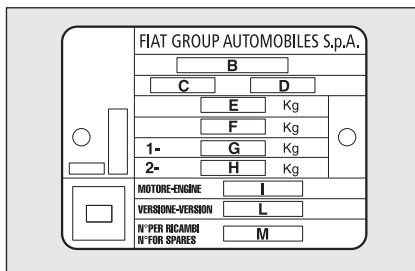 FIAT GROUP AUTOMOBILES S.p.A.
B
C D
E Kg
F Kg
1- G Kg
2- H Kg
MOTORE-ENGINE I
VERSIONE-VERSION L
N°PER RICAMBI
N°FOR SPARES M